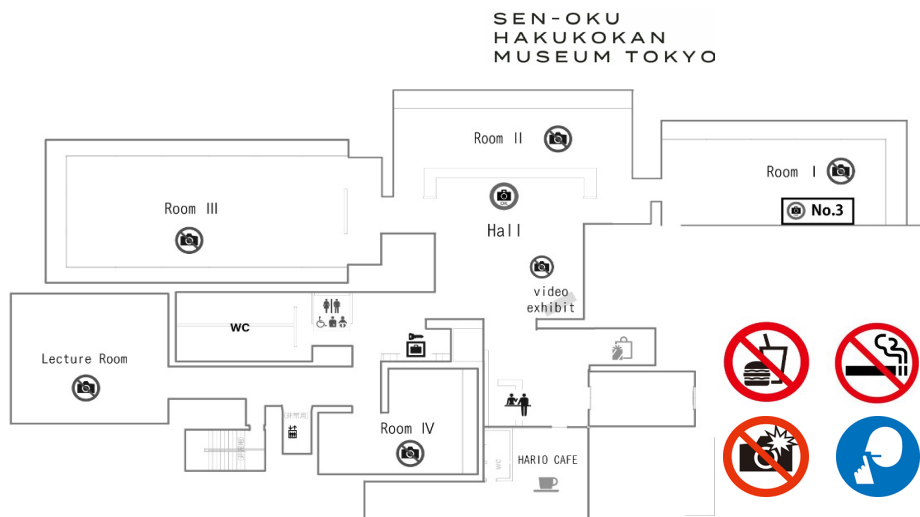 SEN-OKU
HAKUKOKAN
MUSEUM TOKYO
Room Ⅱ
Room Ⅰ
No.3
OK
Hall
Room Ⅲ
video
exhibit
WC
Lecture Room
Room Ⅳ
WC
HARIO CAFE